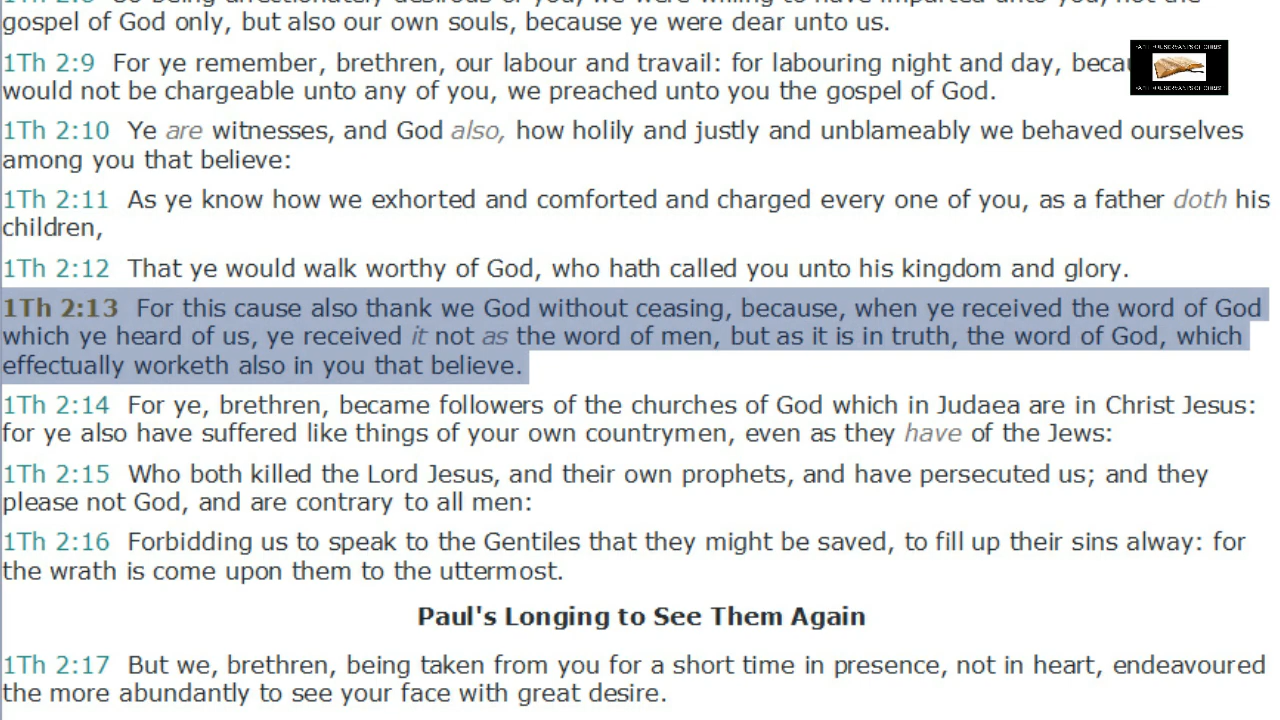 gospel of God only, but also our own souls, because ye were dear unto us.
1Th 2:9 For ye remember, brethren, our labour and travail: for labouring night and day,
would not be chargeable unto any of you, we preached unto you the gospel of God.
1Th 2:10 Ye are witnesses, and God also, how holily and justly and unblameably we behaved ourselves
among you that believe:
1Th 2:11 As ye know how we exhorted and comforted and charged every one of you, as a father doth his
children,
1Th 2:12 That ye would walk worthy of God, who hath called you unto his kingdom and glory.
1Th 2:13 For this cause also thank we God without ceasing, because, when ye received the word of God
which ye heard of us, ye received it not as the word of men, but as it is in truth, the word of God, which
effectually worketh also in you that believe.
1Th 2:14 For ye, brethren, became followers of the churches of God which in Judaea are in Christ Jesus:
for ye also have suffered like things of your own countrymen, even as they have of the Jews:
1Th 2:15 Who both killed the Lord Jesus, and their own prophets, and have persecuted us; and they
please not God, and are contrary to all men:
1Th 2:16 Forbidding us to speak to the Gentiles that they might be saved, to fill up their sins alway: for
the wrath is come upon them to the uttermost.
Paul's Longing to See Them Again
1Th 2:17 But we, brethren, being taken from you for a short time in presence, not in heart, endeavoured
the more abundantly to see your face with great desire.